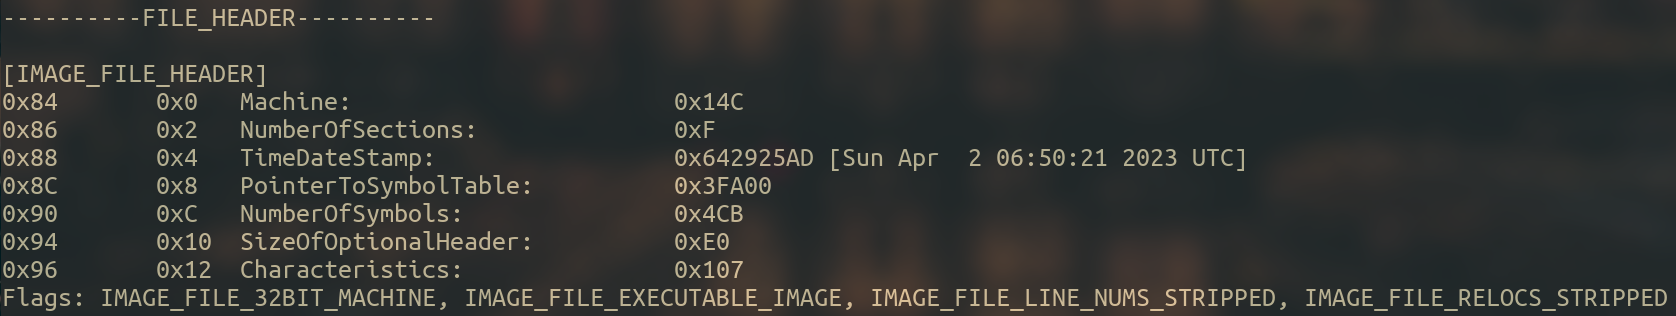 ----------FILE_HEADER----------
[IMAGE_FILE_HEADER]
0x84 0x0 Machine: 0x14C
0x86 0x2 NumberOfSections: 0xF
0x88 0x4 TimeDateStamp: 0x642925AD [Sun Apr  2 06:50:21 2023 UTC]
0x8C 0x8 PointerToSymbolTable: 0x3FA00
0x90 0xC NumberOfSymbols: 0x4CB
0x94 0x10 SizeOfOptionalHeader: 0xE0
0x96 0x12 Characteristics: 0x107
Flags: IMAGE_FILE_32BIT_MACHINE, IMAGE_FILE_EXECUTABLE_IMAGE, IMAGE_FILE_LINE_NUMS_STRIPPED, IMAGE_FILE_RELOCS_STRIPPED